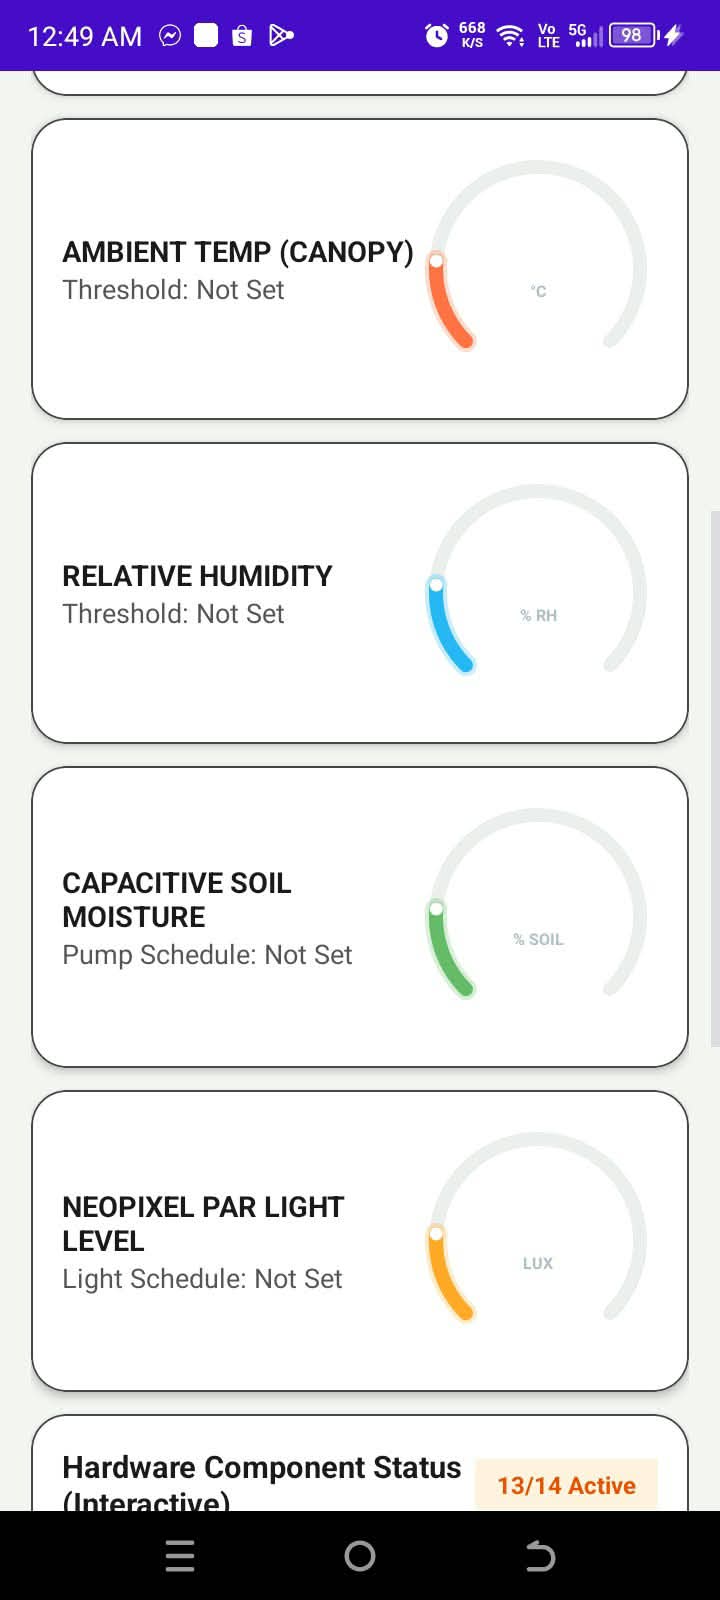 12:49 AM
668
K/S
Vo
LTE
5G
98
AMBIENT TEMP (CANOPY)
Threshold: Not Set
°C
RELATIVE HUMIDITY
Threshold: Not Set
% RH
CAPACITIVE SOIL
MOISTURE
Pump Schedule: Not Set
% SOIL
NEOPIXEL PAR LIGHT
LEVEL
Light Schedule: Not Set
LUX
Hardware Component Status
(Interactive)
13/14 Active